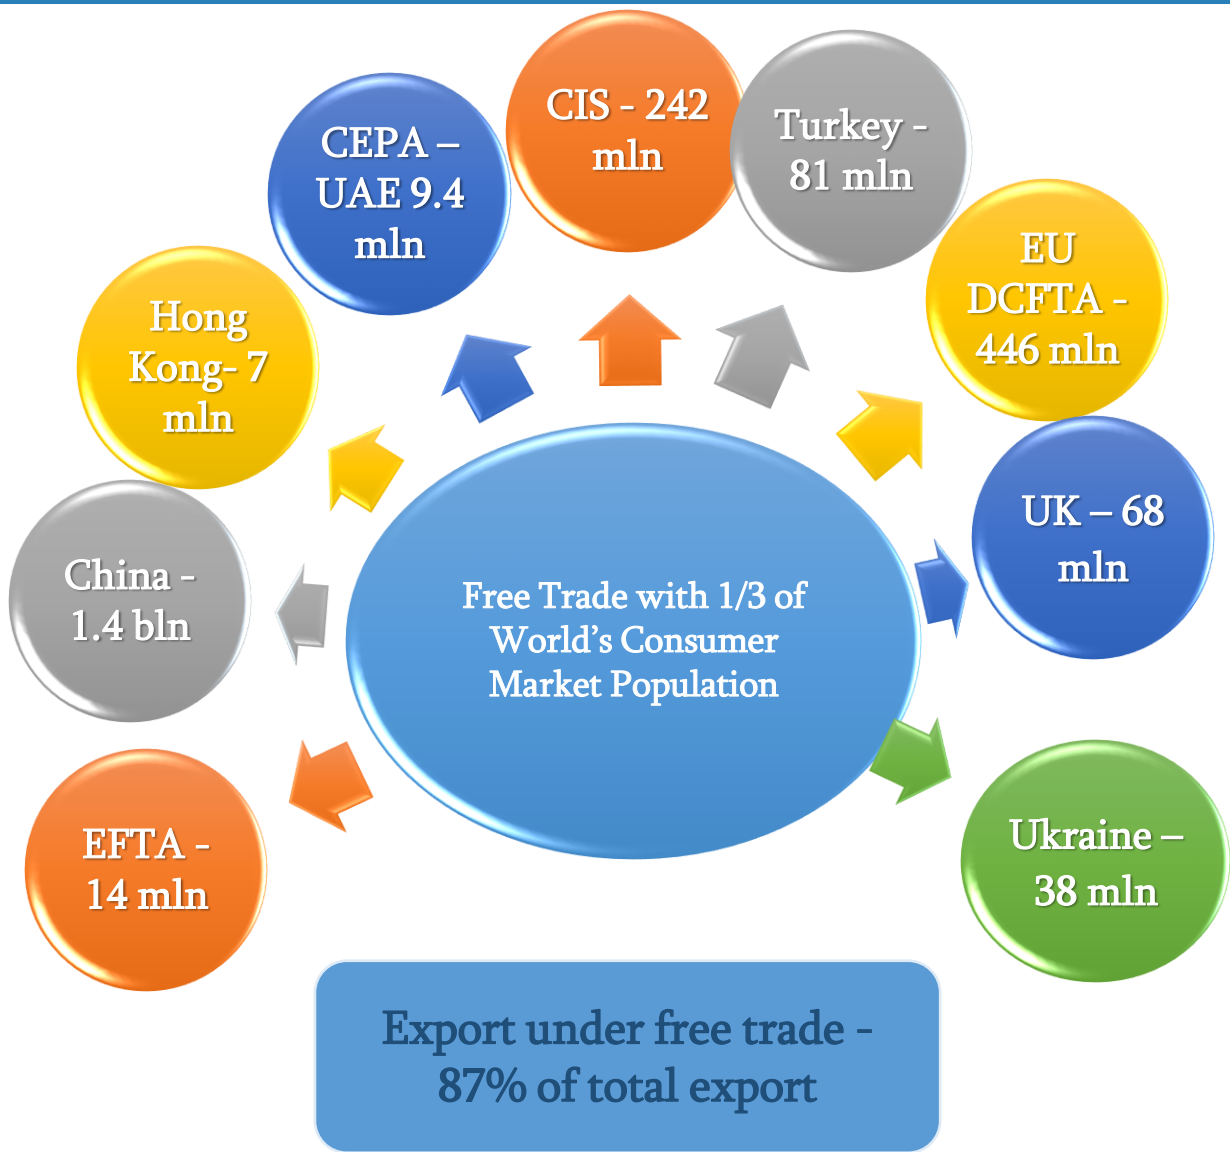 CIS - 242
mln
Turkey -
81 mln
CEPA –
UAE 9.4
mln
EU
DCFTA -
446 mln
Hong
Kong- 7
mln
UK – 68
mln
China -
1.4 bln
Free Trade with 1/3 of
World’s Consumer
Market Population
EFTA -
14 mln
Ukraine –
38 mln
Export under free trade -
87% of total export